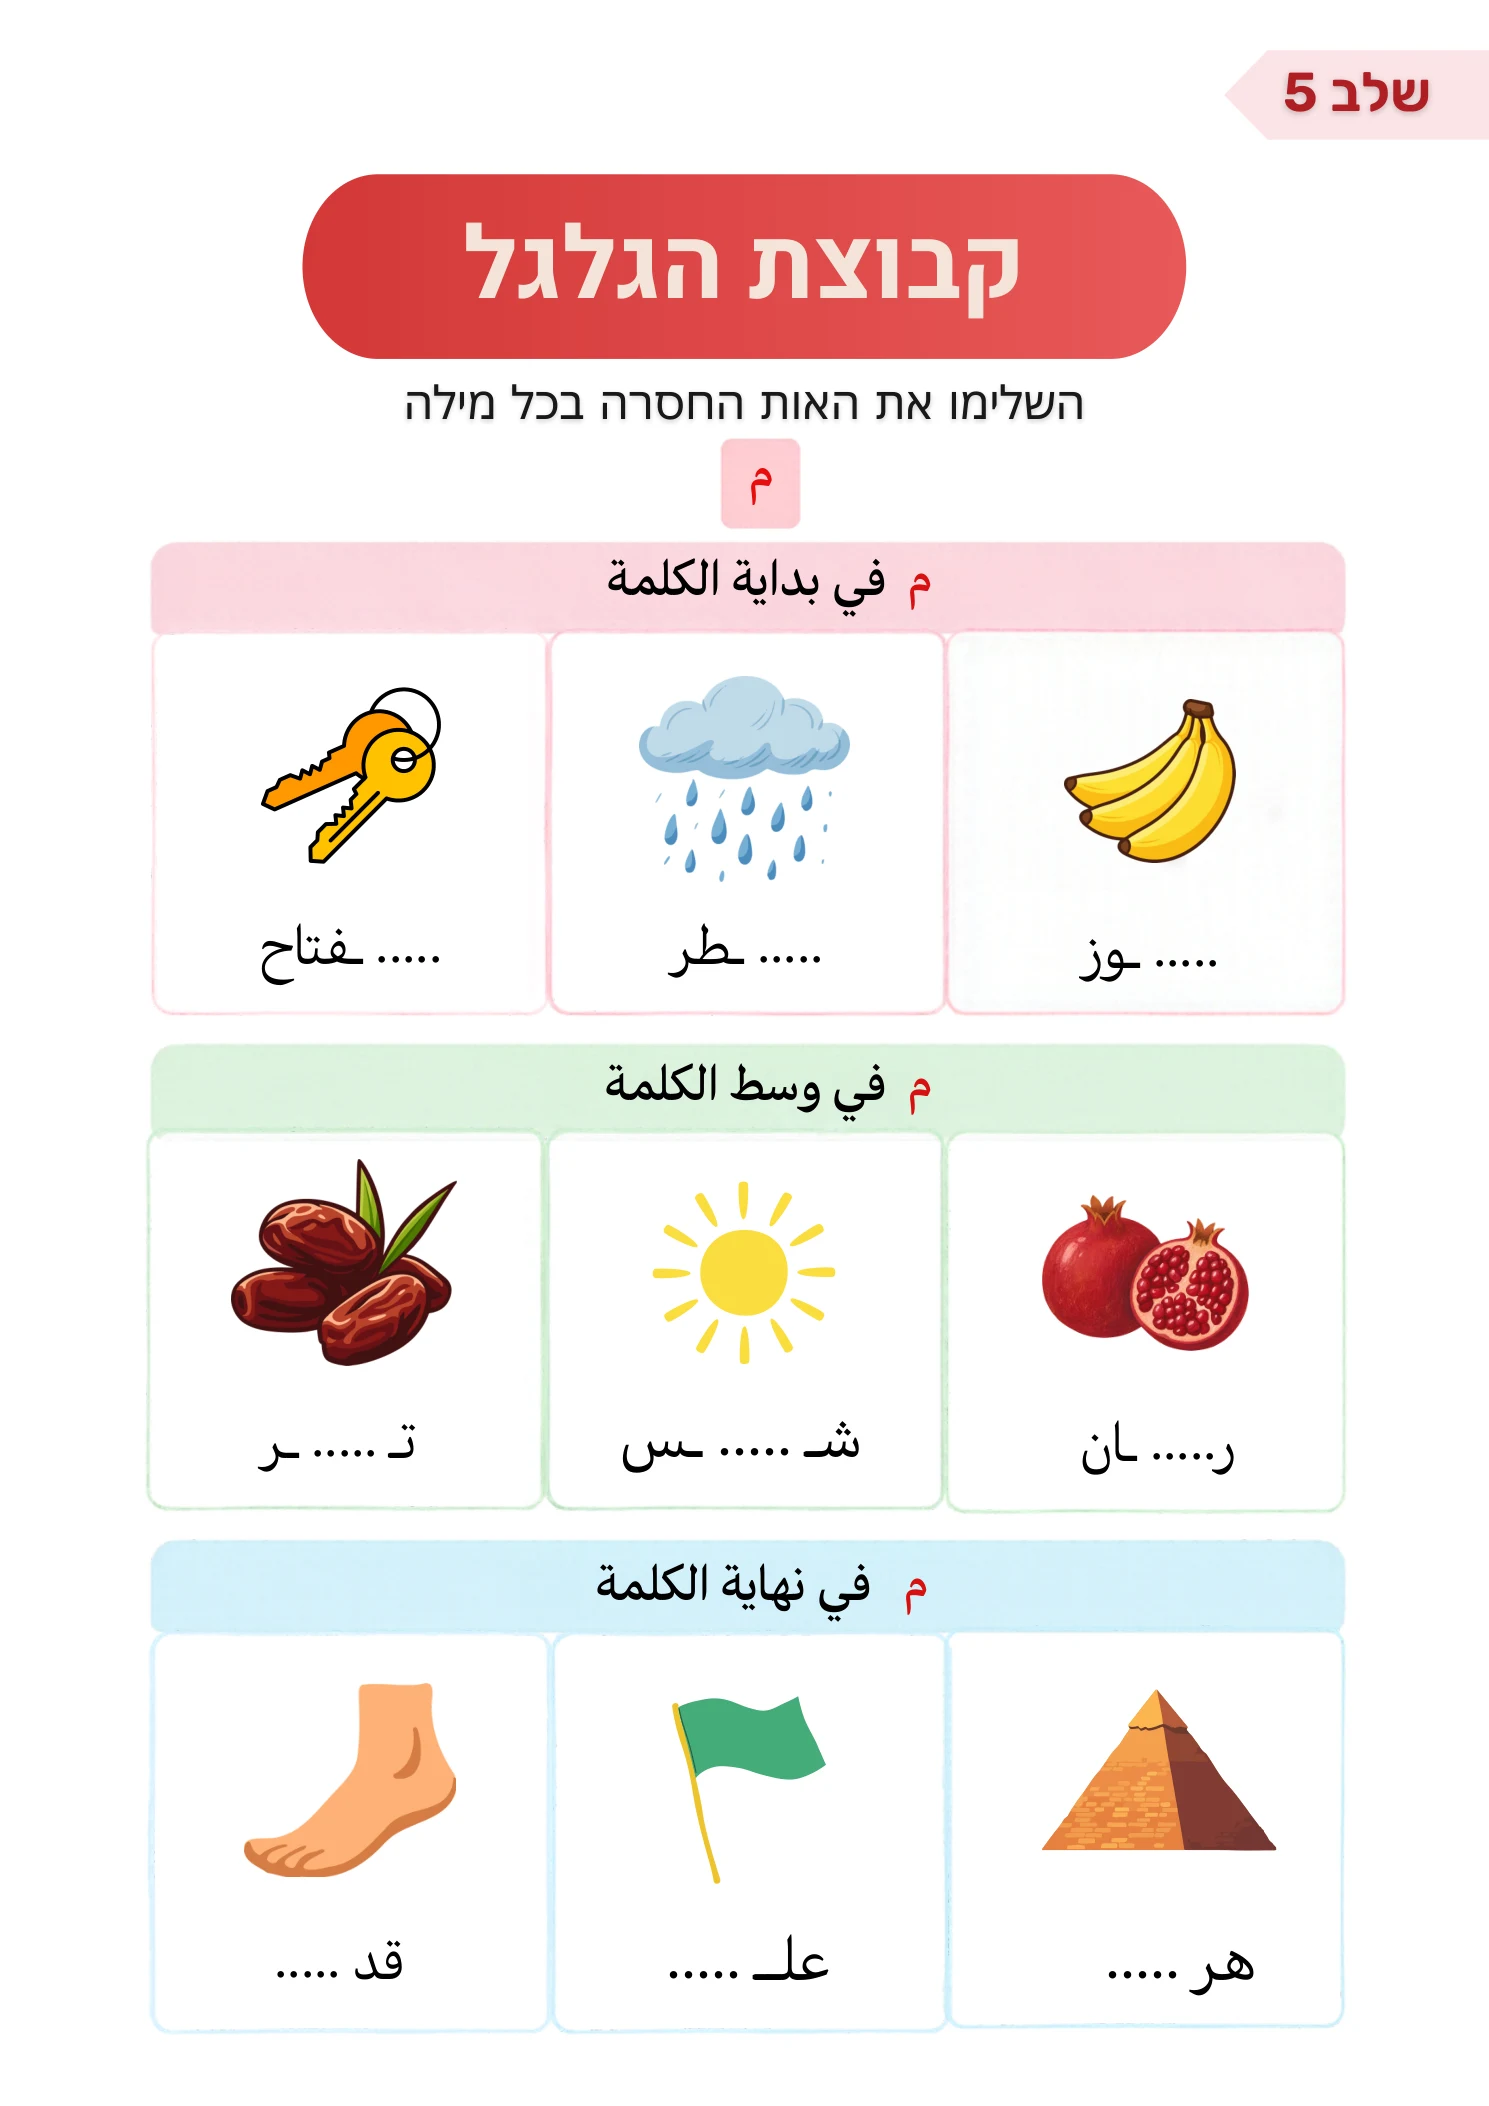 שלב 5
קבוצת הגלגל
השלימו את האות החסרה בכל מילה
م
م في بداية الكلمة
..... ـوز
..... ـطر
..... ـفتاح
م في وسط الكلمة
ر..... ـان
شـ ..... ـس
تـ ..... ـر
م في نهاية الكلمة
هر .....
علــ .....
قد .....